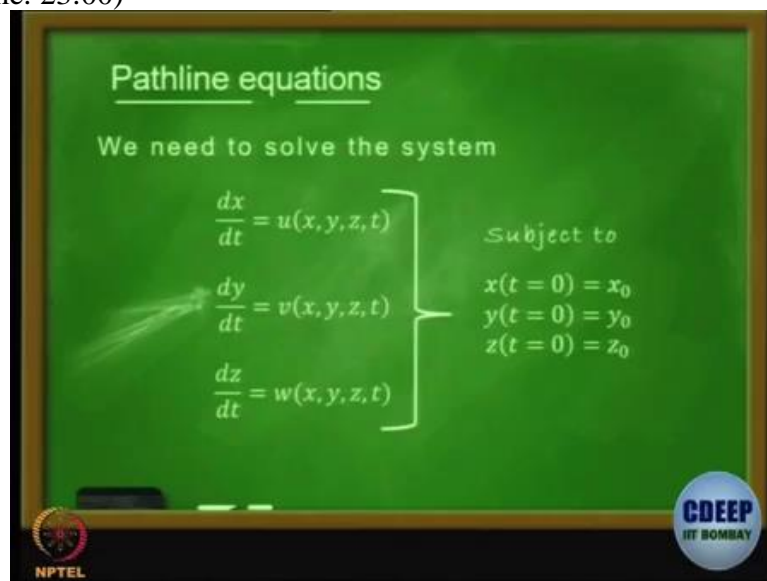 Pathline equations
We need to solve the system
dx/dt = u(x, y, z, t)
dy/dt = v(x, y, z, t)
dz/dt = w(x, y, z, t)
Subject to
x(t = 0) = x₀
y(t = 0) = y₀
z(t = 0) = z₀
NPTEL
CDEEP
IIT BOMBAY